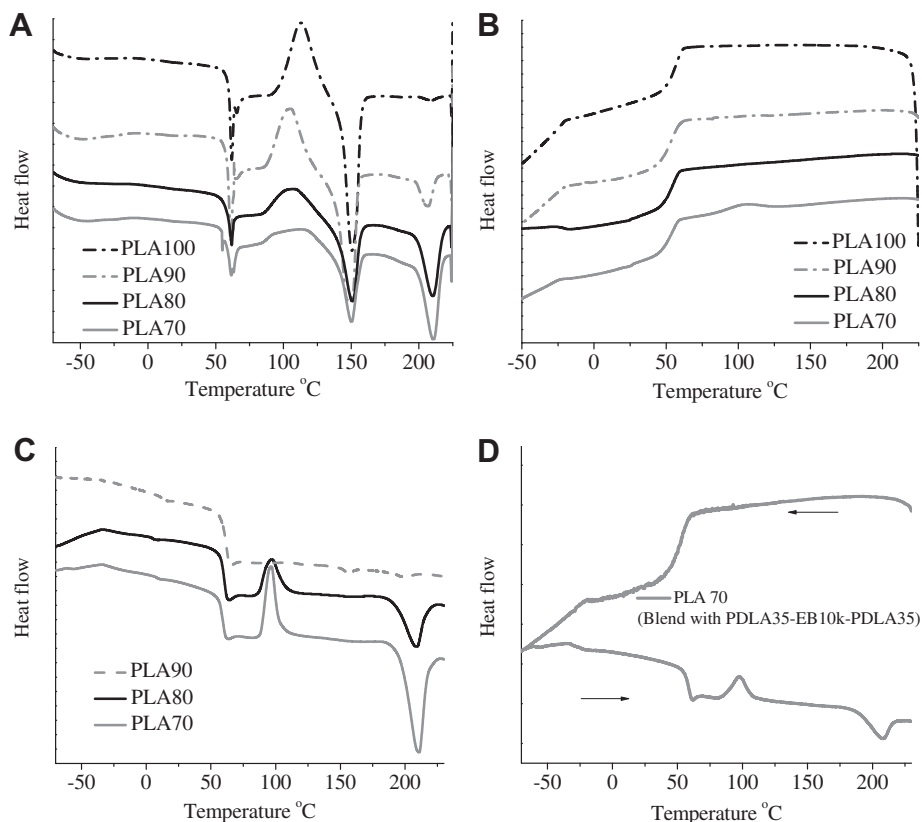 A
Heat flow
PLA100
PLA90
PLA80
PLA70
-50 0 50 100 150 200
Temperature °C
B
Heat flow
PLA100
PLA90
PLA80
PLA70
-50 0 50 100 150 200
Temperature °C
C
Heat flow
PLA90
PLA80
PLA70
-50 0 50 100 150 200
Temperature °C
D
Heat flow
PLA 70
(Blend with PDLA35-EB10k-PDLA35)
-50 0 50 100 150 200
Temperature °C